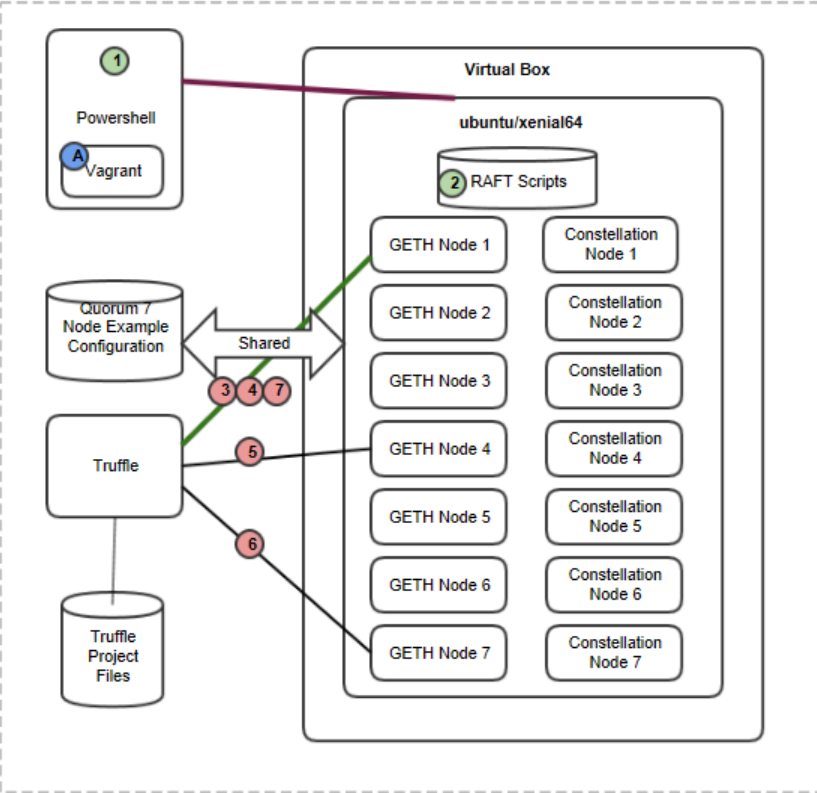 1
Powershell
A
Vagrant
Quorum 7
Node Example
Configuration
Shared
3 4 7
Truffle
5
6
Truffle
Project
Files
Virtual Box
ubuntu/xenial64
2 RAFT Scripts
GETH Node 1
Constellation
Node 1
GETH Node 2
Constellation
Node 2
GETH Node 3
Constellation
Node 3
GETH Node 4
Constellation
Node 4
GETH Node 5
Constellation
Node 5
GETH Node 6
Constellation
Node 6
GETH Node 7
Constellation
Node 7